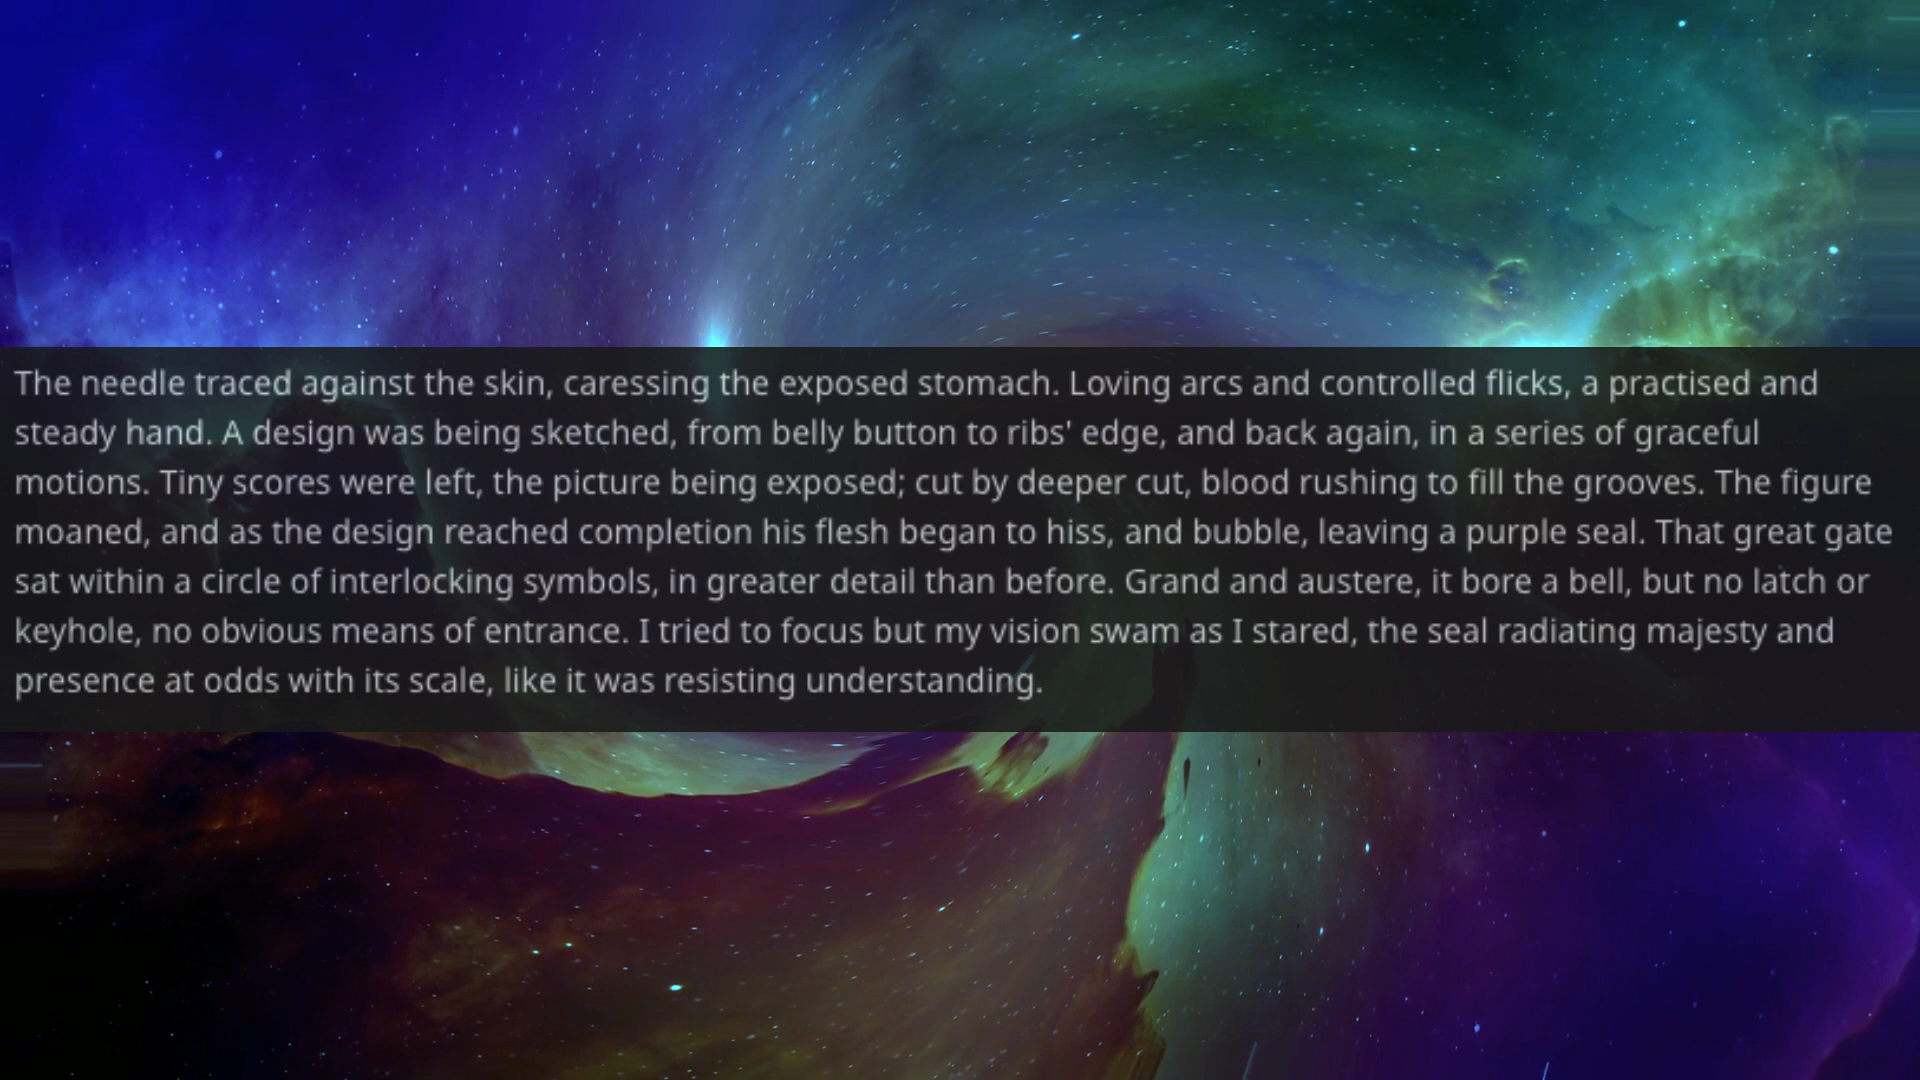 The needle traced against the skin, caressing the exposed stomach. Loving arcs and controlled flicks, a practised and
steady hand. A design was being sketched, from belly button to ribs' edge, and back again, in a series of graceful
motions. Tiny scores were left, the picture being exposed; cut by deeper cut, blood rushing to fill the grooves. The figure
moaned, and as the design reached completion his flesh began to hiss, and bubble, leaving a purple seal. That great gate
sat within a circle of interlocking symbols, in greater detail than before. Grand and austere, it bore a bell, but no latch or
keyhole, no obvious means of entrance. I tried to focus but my vision swam as I stared, the seal radiating majesty and
presence at odds with its scale, like it was resisting understanding.